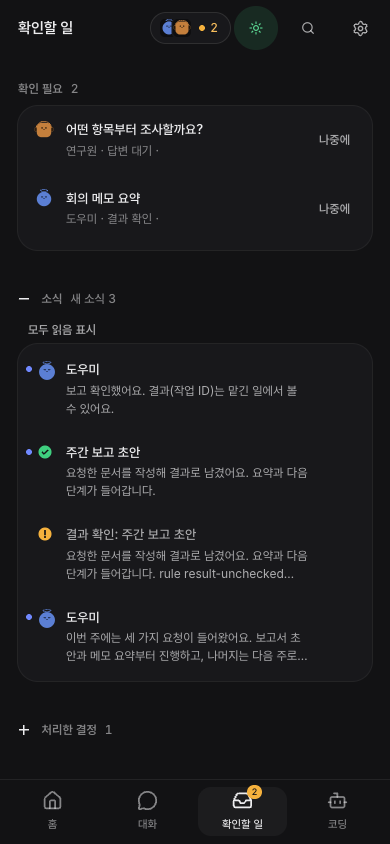 확인할 일
2
확인 필요 2
어떤 항목부터 조사할까요?
연구원 · 답변 대기 ·
나중에
회의 메모 요약
도우미 · 결과 확인 ·
나중에
소식 새 소식 3
모두 읽음 표시
도우미
보고 확인했어요. 결과(작업 ID)는 맡긴 일에서 볼
수 있어요.
주간 보고 초안
요청한 문서를 작성해 결과로 남겼어요. 요약과 다음
단계가 들어갑니다.
결과 확인: 주간 보고 초안
요청한 문서를 작성해 결과로 남겼어요. 요약과 다음
단계가 들어갑니다. rule result-unchecked...
도우미
이번 주에는 세 가지 요청이 들어왔어요. 보고서 초
안과 메모 요약부터 진행하고, 나머지는 다음 주로...
처리한 결정 1
2
홈
대화
확인할 일
코딩